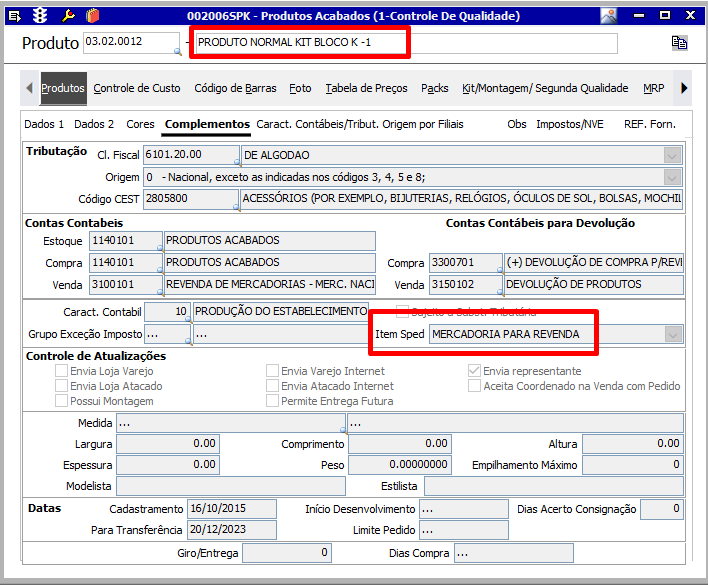 002006SPK - Produtos Acabados (1-Controle De Qualidade)
Produto 03.02.0012 - PRODUTO NORMAL KIT BLOCO K -1
Produtos Controle de Custo Código de Barras Foto Tabela de Preços Packs Kit/Montagem/ Segunda Qualidade MRP
Dados 1 Dados 2 Cores Complementos Caract. Contábeis/Tribut. Origem por Filiais Obs Impostos/NVE REF. Forn.
Tributação Cl. Fiscal 6101.20.00 DE ALGODAO
Origem 0 - Nacional, exceto as indicadas nos códigos 3, 4, 5 e 8;
Código CEST 2805800 ACESSÓRIOS (POR EXEMPLO, BIJUTERIAS, RELÓGIOS, ÓCULOS DE SOL, BOLSAS, MOCHIL
Contas Contabeis Contas Contábeis para Devolução
Estoque 1140101 PRODUTOS ACABADOS
Compra 1140101 PRODUTOS ACABADOS Compra 3300701 (+) DEVOLUÇÃO DE COMPRA P/REVE
Venda 3100101 REVENDA DE MERCADORIAS - MERC. NACI Venda 3150102 DEVOLUÇÃO DE PRODUTOS
Caract. Contabil 10 PRODUÇÃO DO ESTABELECIMENTO Sujeito a Substr Tributária
Grupo Exceção Imposto ... ... Item Sped MERCADORIA PARA REVENDA
Controle de Atualizações
Envia Loja Varejo Envia Varejo Internet Envia representante
Envia Loja Atacado Envia Atacado Internet Aceita Coordenado na Venda com Pedido
Possui Montagem Permite Entrega Futura
Medida ... ...
Largura 0.00 Comprimento 0.00 Altura 0.00
Espessura 0.00 Peso 0.00000000 Empilhamento Máximo 0
Modelista Estilista
Datas Cadastramento 16/10/2015 Início Desenvolvimento ... Dias Acerto Consignação 0
Para Transferência 20/12/2023 Limite Pedido ...
Giro/Entrega 0 Dias Compra ...